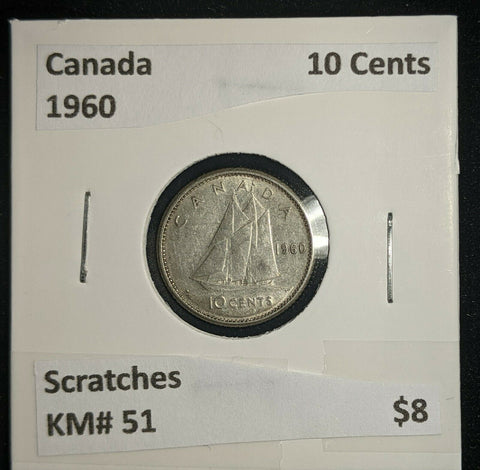 Canada 10 Cents
1960
CANADA
1960
10 CENTS
Scratches
KM# 51 $8